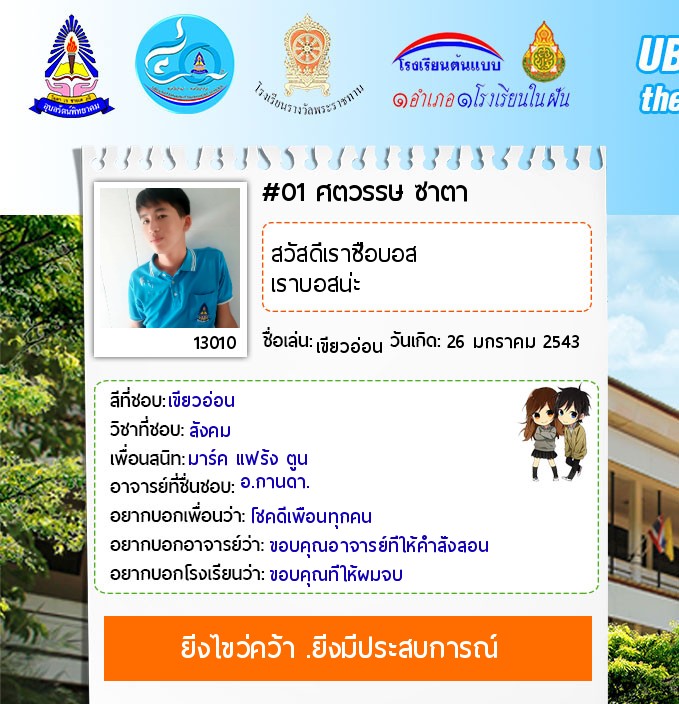 อุบลรัตน์พิทยาคม
โรงเรียนรางวัลพระราชทาน
โรงเรียนต้นแบบ
๑อำเภอ๑โรงเรียนในฝัน
UB
the
#01 ศตวรรษ ซาตา
สวัสดีเราชื่อบอส
เราบอสน่ะ
13010
ชื่อเล่น: เขียวอ่อน วันเกิด: 26 มกราคม 2543
สีที่ชอบ: เขียวอ่อน
วิชาที่ชอบ: สังคม
เพื่อนสนิท: มาร์ค แฟรัง ตูน
อาจารย์ที่ชื่นชอบ: อ.กานดา.
อยากบอกเพื่อนว่า: โชคดีเพื่อนทุกคน
อยากบอกอาจารย์ว่า: ขอบคุณอาจารย์ที่ให้คำสั่งสอน
อยากบอกโรงเรียนว่า: ขอบคุณที่ให้ผมจบ
ยิ่งไขว่คว้า .ยิ่งมีประสบการณ์